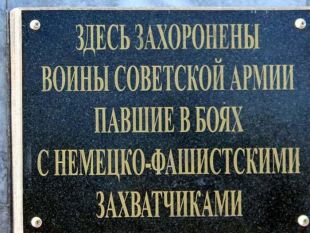 ЗДЕСЬ ЗАХОРОНЕНЫ
ВОИНЫ СОВЕТСКОЙ АРМИИ
ПАВШИЕ В БОЯХ
С НЕМЕЦКО-ФАШИСТСКИМИ
ЗАХВАТЧИКАМИ